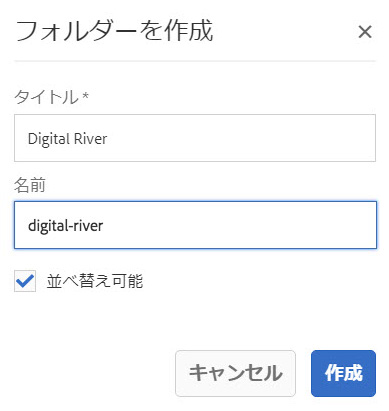 フォルダーを作成
タイトル*
Digital River
名前
digital-river
並べ替え可能
キャンセル 作成